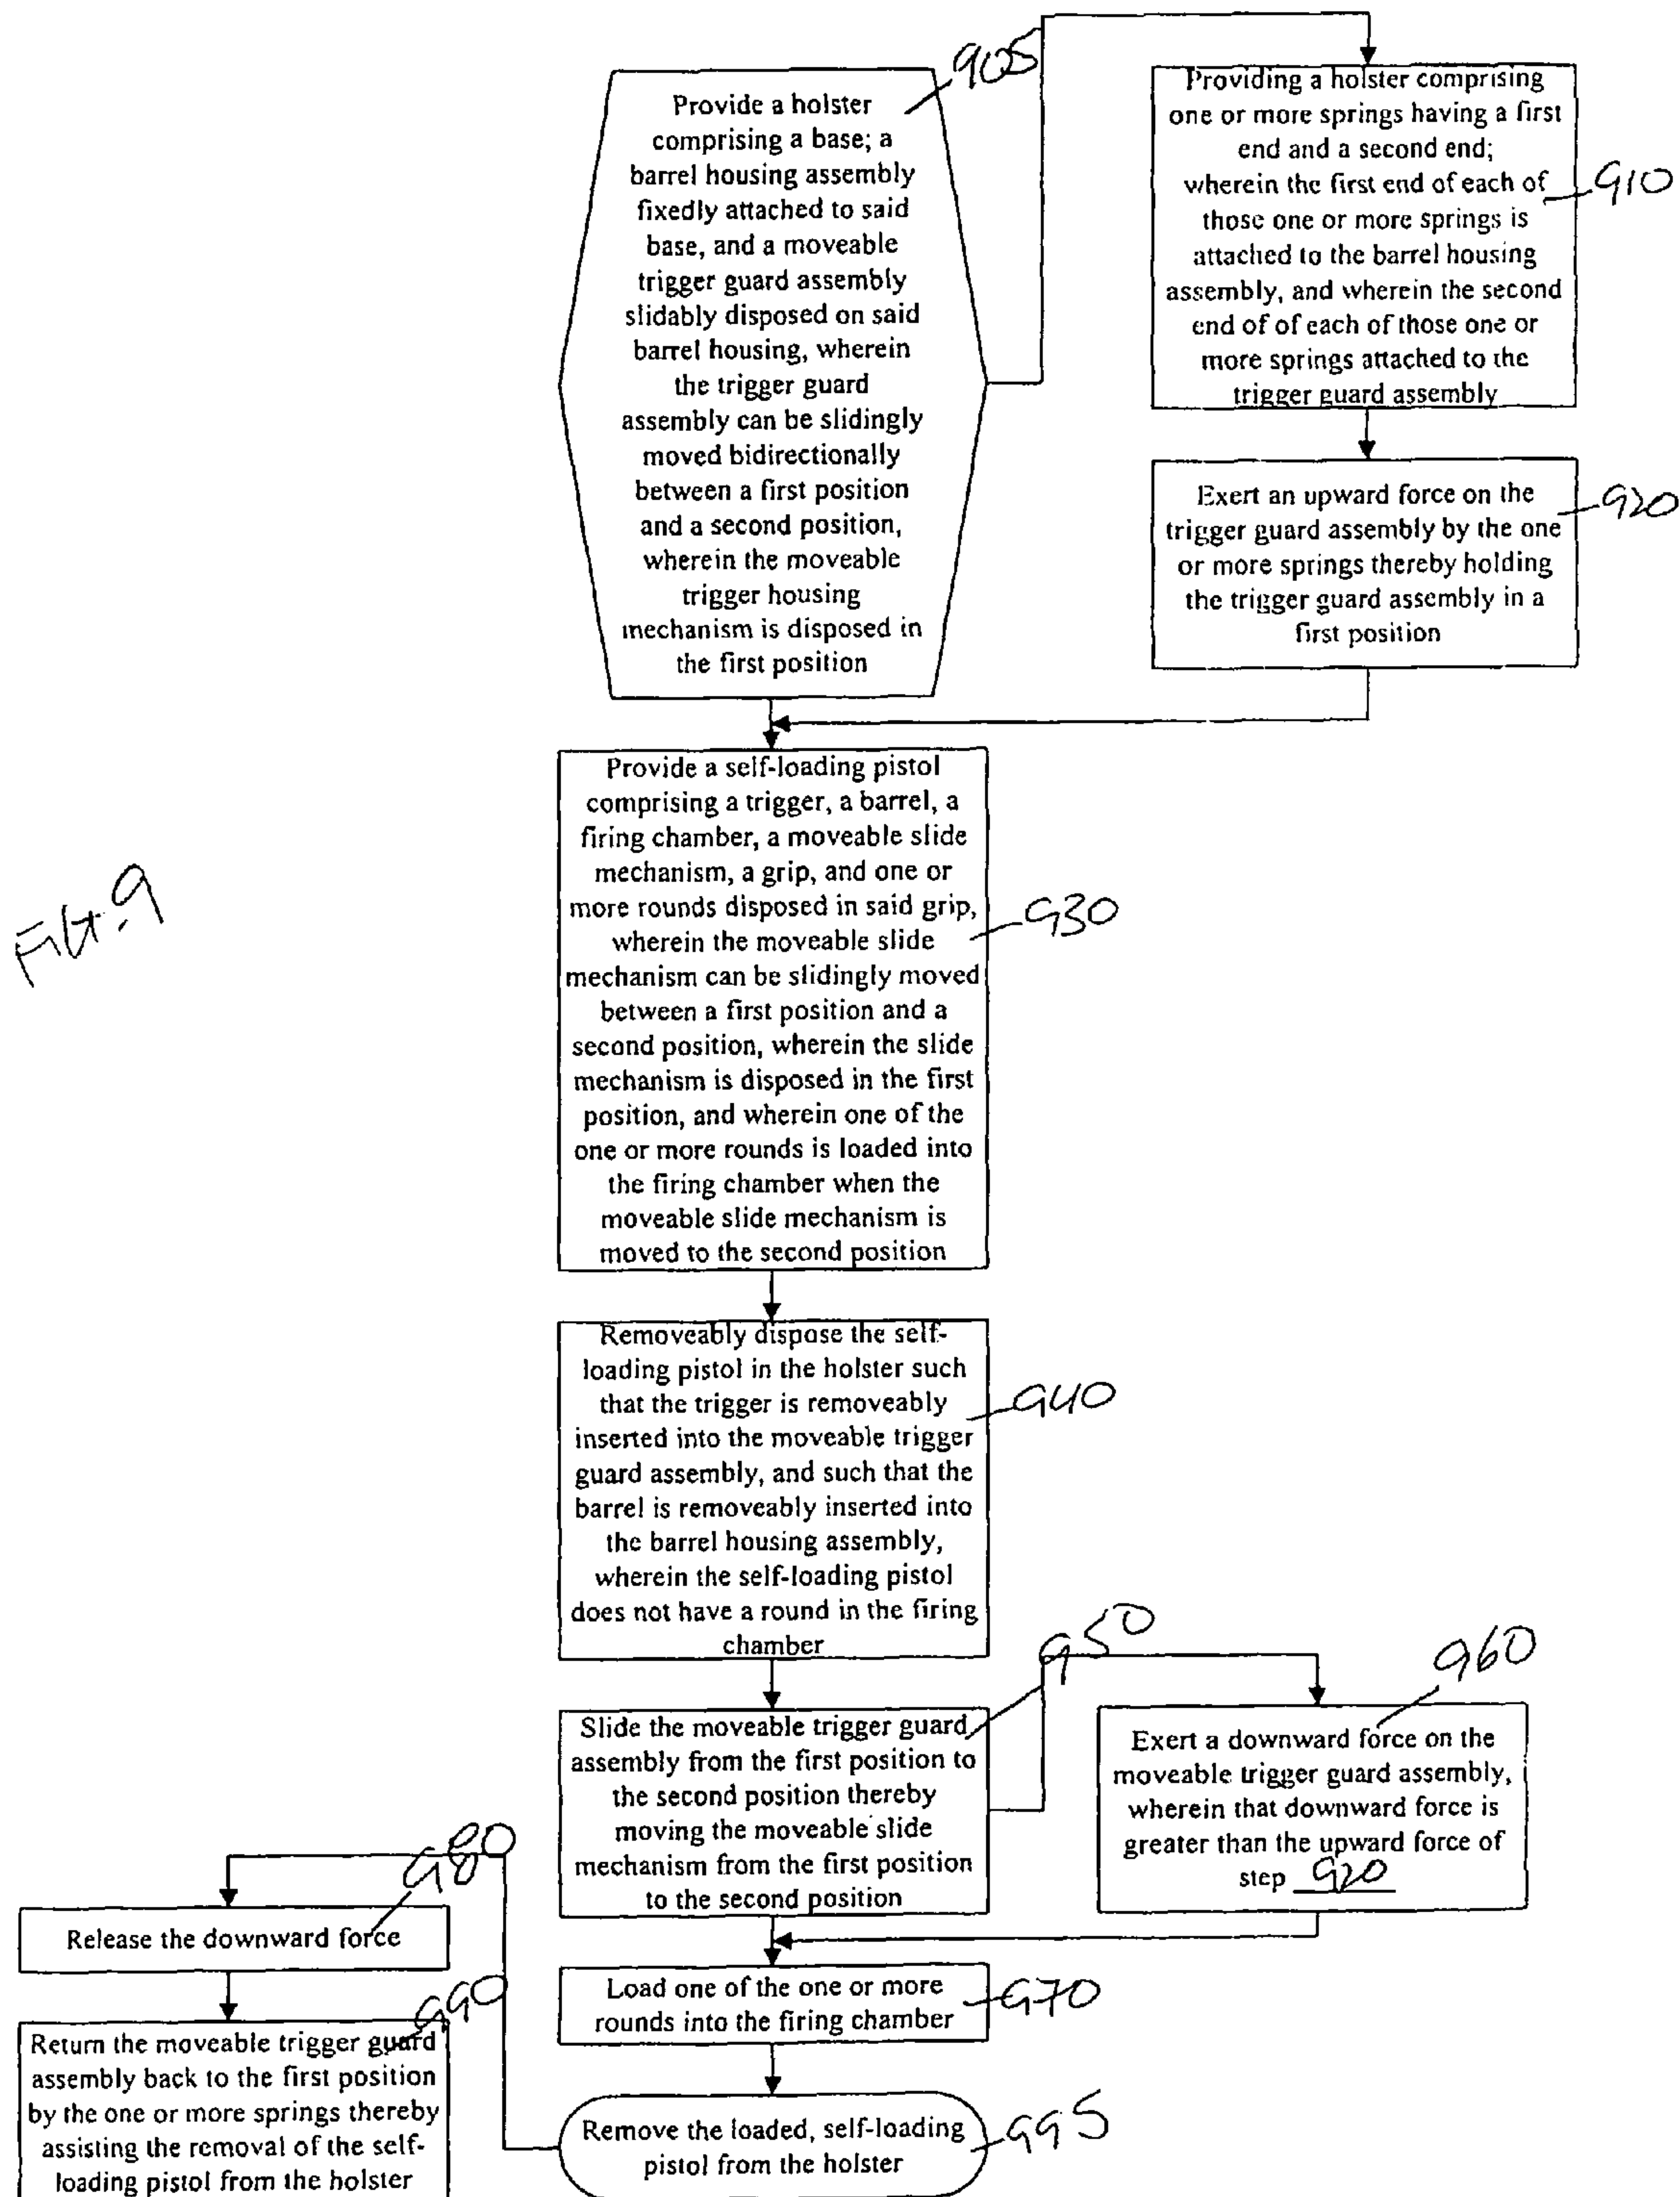 905
Provide a holster
comprising a base; a
barrel housing assembly
fixedly attached to said
base, and a moveable
trigger guard assembly
slidably disposed on said
barrel housing, wherein
the trigger guard
assembly can be slidingly
moved bidirectionally
between a first position
and a second position,
wherein the moveable
trigger housing
mechanism is disposed in
the first position
Providing a holster comprising
one or more springs having a first
end and a second end;
wherein the first end of each of
those one or more springs is
attached to the barrel housing
assembly, and wherein the second
end of of each of those one or
more springs attached to the
trigger guard assembly
910
Exert an upward force on the
trigger guard assembly by the one
or more springs thereby holding
the trigger guard assembly in a
first position
920
FIG. 9
Provide a self-loading pistol
comprising a trigger, a barrel, a
firing chamber, a moveable slide
mechanism, a grip, and one or
more rounds disposed in said grip,
wherein the moveable slide
mechanism can be slidingly moved
between a first position and a
second position, wherein the slide
mechanism is disposed in the first
position, and wherein one of the
one or more rounds is loaded into
the firing chamber when the
moveable slide mechanism is
moved to the second position
930
Removeably dispose the self-
loading pistol in the holster such
that the trigger is removeably
inserted into the moveable trigger
guard assembly, and such that the
barrel is removeably inserted into
the barrel housing assembly,
wherein the self-loading pistol
does not have a round in the firing
chamber
940
950
Slide the moveable trigger guard
assembly from the first position to
the second position thereby
moving the moveable slide
mechanism from the first position
to the second position
960
Exert a downward force on the
moveable trigger guard assembly,
wherein that downward force is
greater than the upward force of
step 920
Load one of the one or more
rounds into the firing chamber
970
980
Release the downward force
990
Return the moveable trigger guard
assembly back to the first position
by the one or more springs thereby
assisting the removal of the self-
loading pistol from the holster
Remove the loaded, self-loading
pistol from the holster
995